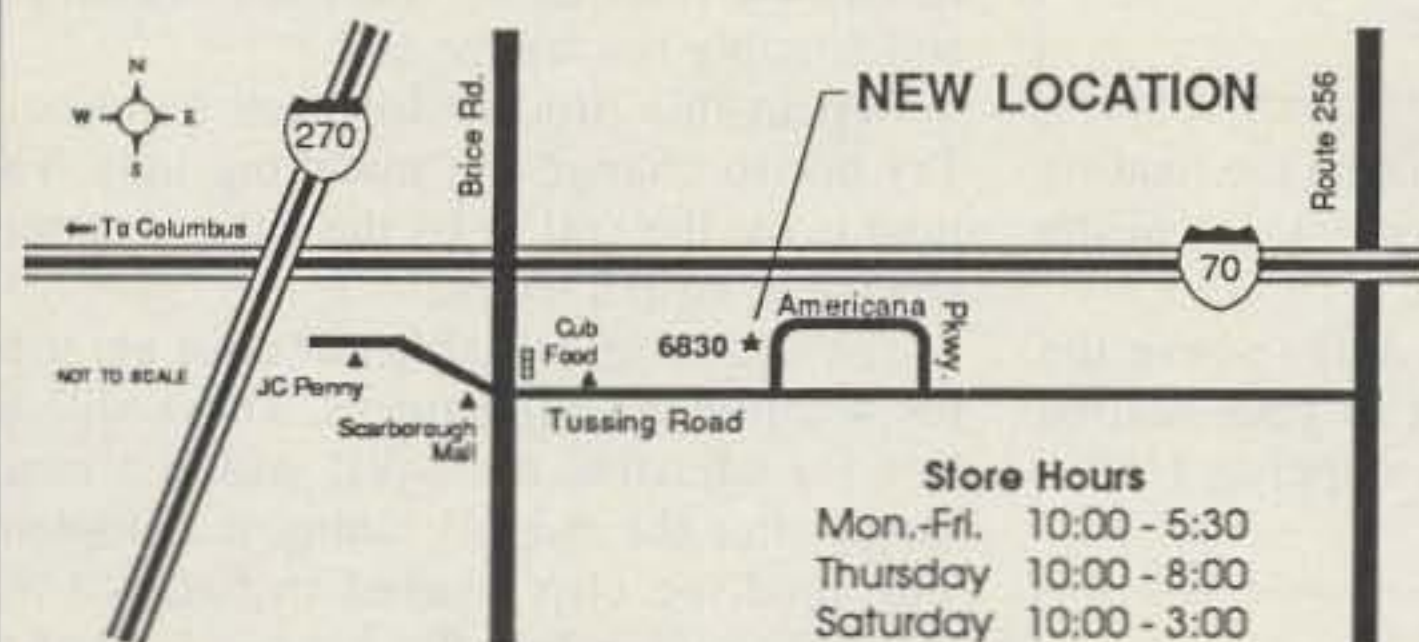 N
W E
S
270
Brice Rd.
NEW LOCATION
Route 256
To Columbus
70
Americana Pkwy.
6830
Cub
Food
NOT TO SCALE
JC Penny
Scarborough
Mall
Tussing Road
Store Hours
Mon.-Fri. 10:00 - 5:30
Thursday 10:00 - 8:00
Saturday 10:00 - 3:00